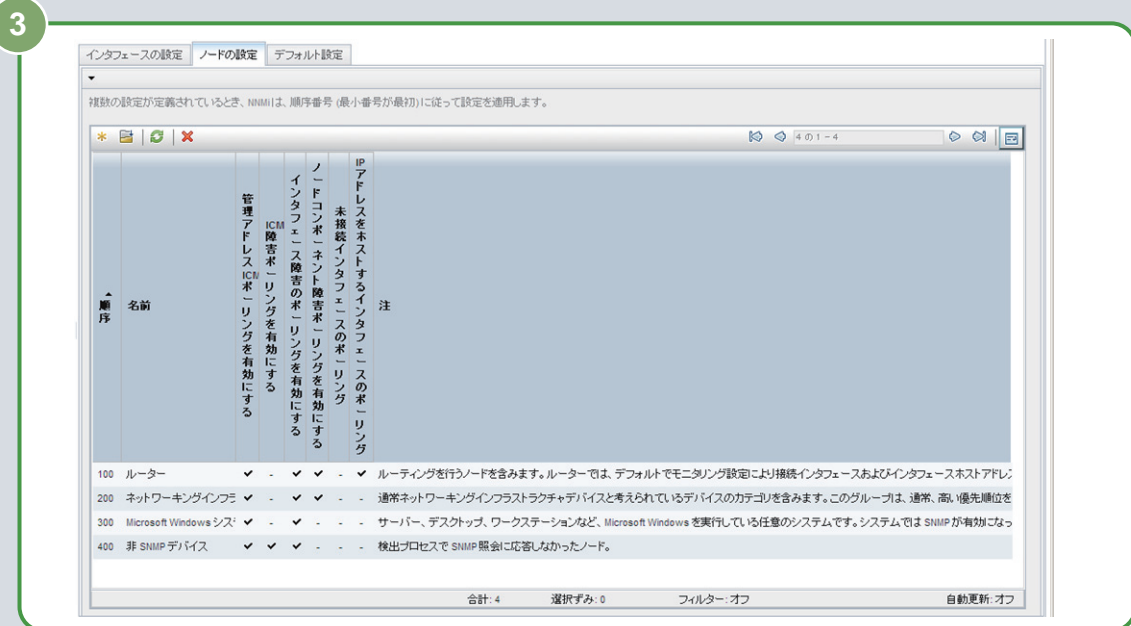 3
インタフェースの設定 ノードの設定 デフォルト設定
複数の設定が定義されているとき、NNMiは、順序番号 (最小番号が最初)に従って設定を適用します。
4 の 1 - 4
順序
名前
管理アドレス ICM ポーリングを有効にする
ICM 障害ポーリングを有効にする
インタフェース障害のポーリングを有効にする
ノードコンポーネント障害ポーリングを有効にする
未接続インタフェースのポーリング
IP アドレスをホストするインタフェースのポーリング
注
100 ルーター ✔ - ✔ ✔ - ✔ ルーティングを行うノードを含みます。ルーターでは、デフォルトでモニタリング設定により接続インタフェースおよびインタフェースホストアドレ
200 ネットワーキングインフラ ✔ - ✔ ✔ - - 通常ネットワーキングインフラストラクチャデバイスと考えられているデバイスのカテゴリを含みます。このグループは、通常、高い優先順位を
300 Microsoft Windows シス ✔ - ✔ - - - サーバー、デスクトップ、ワークステーションなど、Microsoft Windows を実行している任意のシステムです。システムでは SNMP が有効になっ
400 非 SNMP デバイス ✔ ✔ ✔ - - - 検出プロセスで SNMP 照会に応答しなかったノード。
合計: 4 選択ずみ: 0 フィルター: オフ 自動更新: オフ